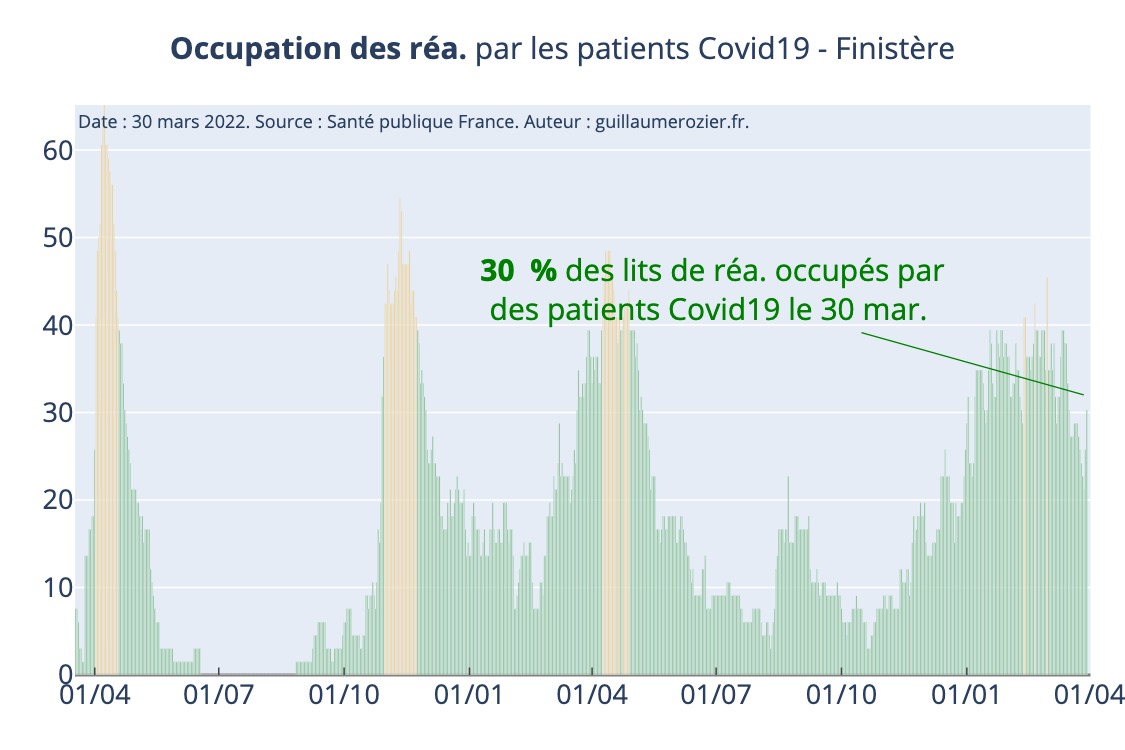 Occupation des réa. par les patients Covid19 - Finistère
Date : 30 mars 2022. Source : Santé publique France. Auteur : guillaumerozier.fr.
60
50
30  % des lits de réa. occupés par
des patients Covid19 le 30 mar.
40
30
20
10
0
01/04 01/07 01/10 01/01 01/04 01/07 01/10 01/01 01/04